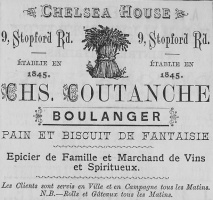 CHELSEA HOUSE
9, Stopford Rd. 9, Stopford Rd.
ÉTABLIE EN ÉTABLIE EN
1845. 1845.
CHS. COUTANCHE
BOULANGER
PAIN ET BISCUIT DE FANTAISIE
Epicier de Famille et Marchand de Vins
et Spiritueux.
Les Clients sont servis en Ville et en Campagne tous les Matins.
N.B.—Rolls et Gâteaux tous les Matins.